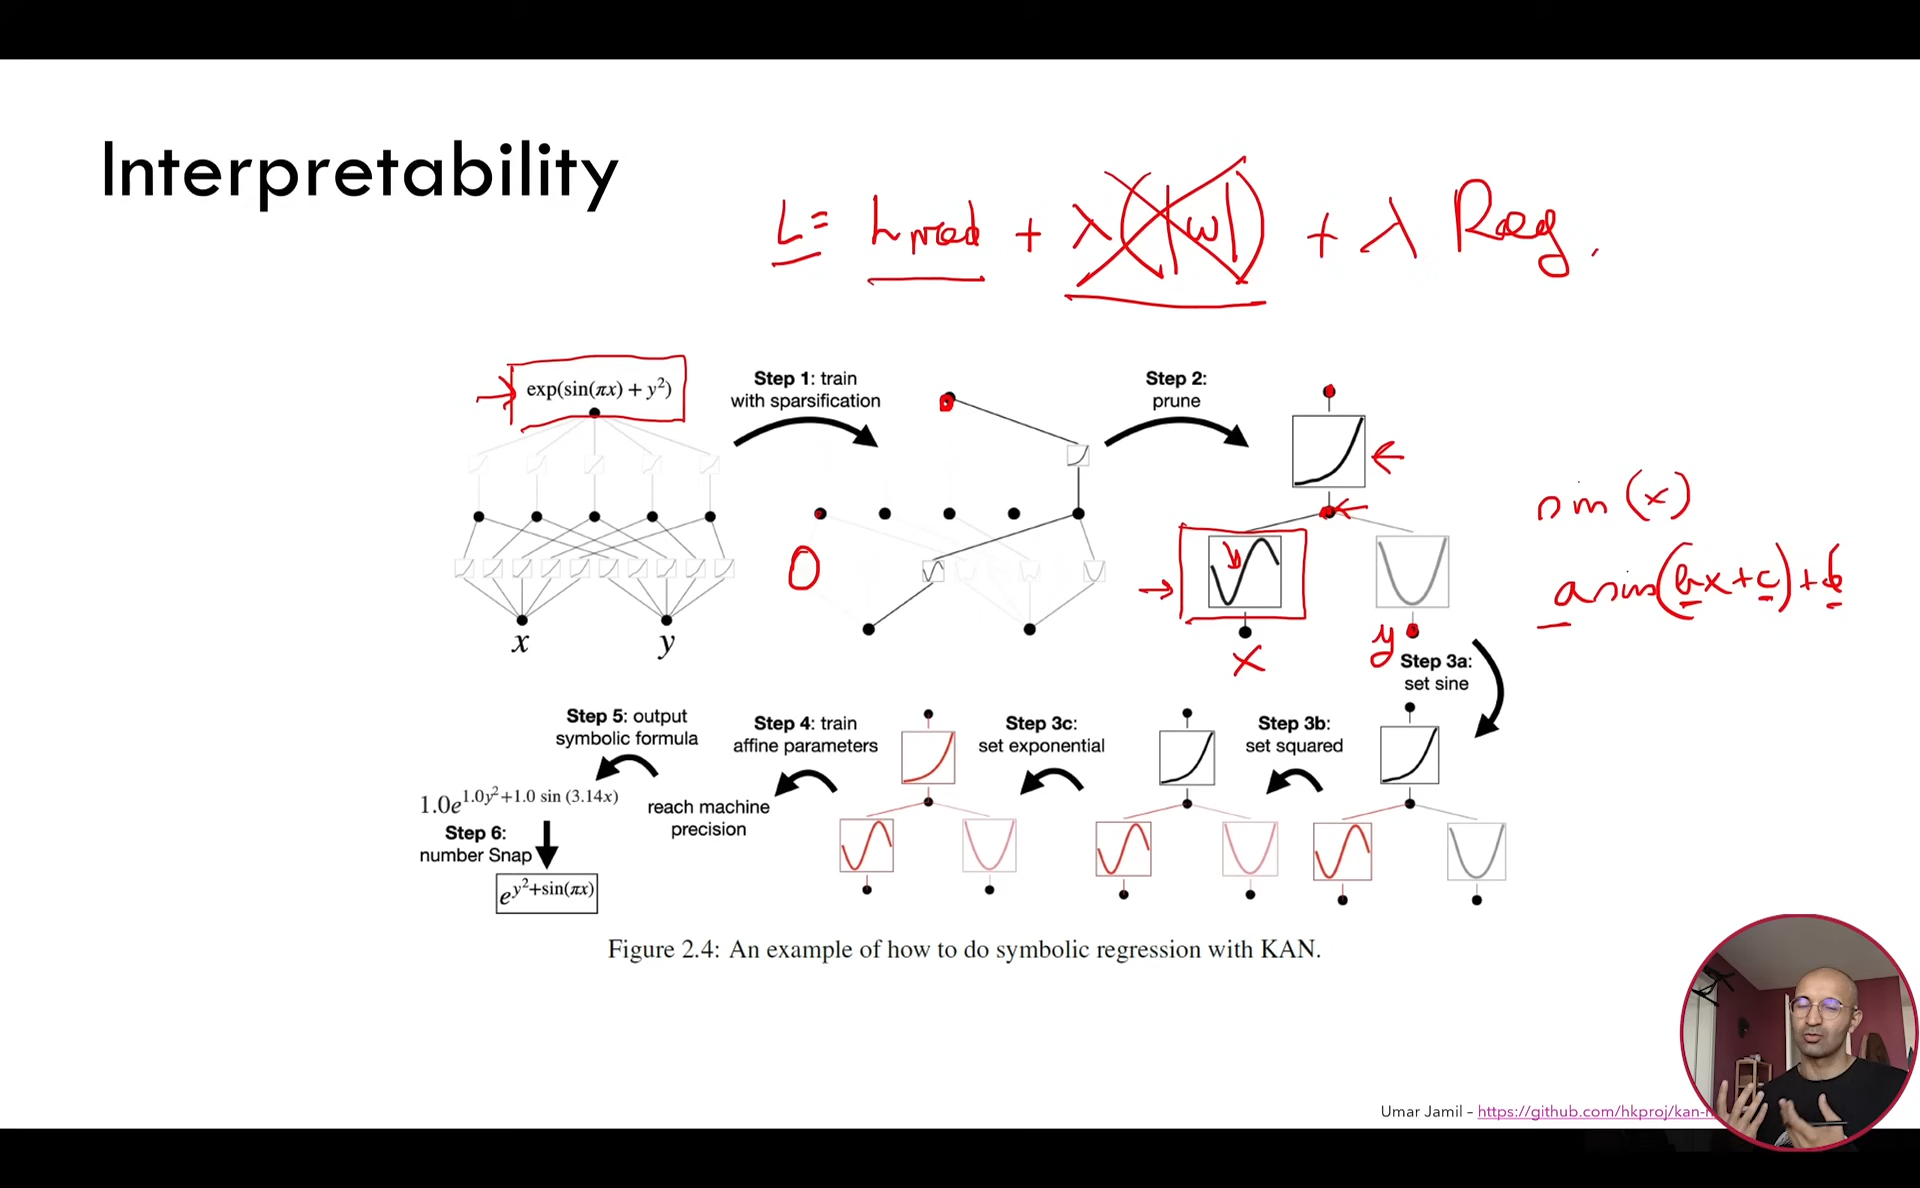 Interpretability
L = Lpred + λ(|w|) + λ Reg.
exp(sin(πx) + y²)
Step 1: train
with sparsification
Step 2:
prune
0
x
y
x
y
sin(x)
a sin(bx+c)+d
Step 3a:
set sine
Step 3b:
set squared
Step 3c:
set exponential
Step 4: train
affine parameters
reach machine
precision
Step 5: output
symbolic formula
1.0e^1.0y²+1.0 sin (3.14x)
Step 6:
number Snap
e^y²+sin(πx)
Figure 2.4: An example of how to do symbolic regression with KAN.
Umar Jamil – https://github.com/hkproj/kan-